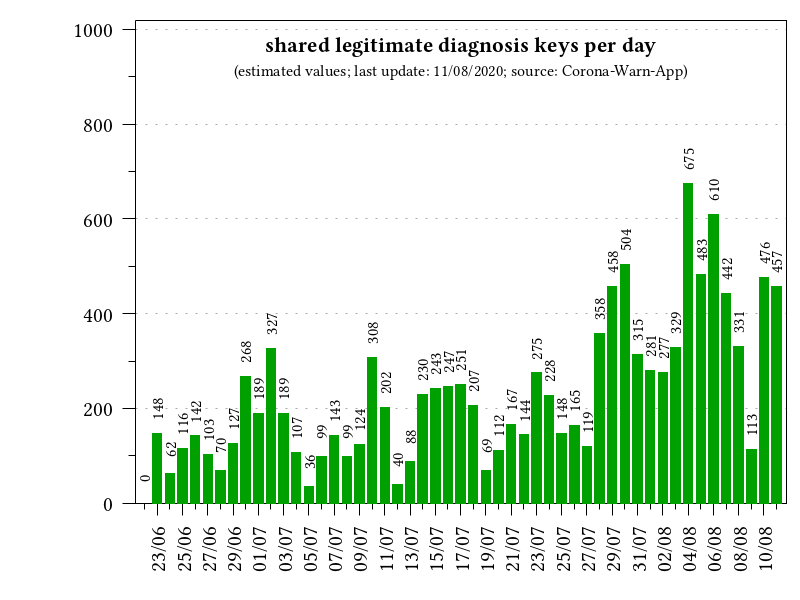 shared legitimate diagnosis keys per day
(estimated values; last update: 11/08/2020; source: Corona-Warn-App)
1000
800
600
400
200
0
0 148 62 116 142 103 70 127 268 189 327 189 107 36 99 143 99 124 308 202 40 88 230 243 247 251 207 69 112 167 144 275 228 148 165 119 358 458 504 315 281 277 329 675 483 610 442 331 113 476 457
23/06 25/06 27/06 29/06 01/07 03/07 05/07 07/07 09/07 11/07 13/07 15/07 17/07 19/07 21/07 23/07 25/07 27/07 29/07 31/07 02/08 04/08 06/08 08/08 10/08